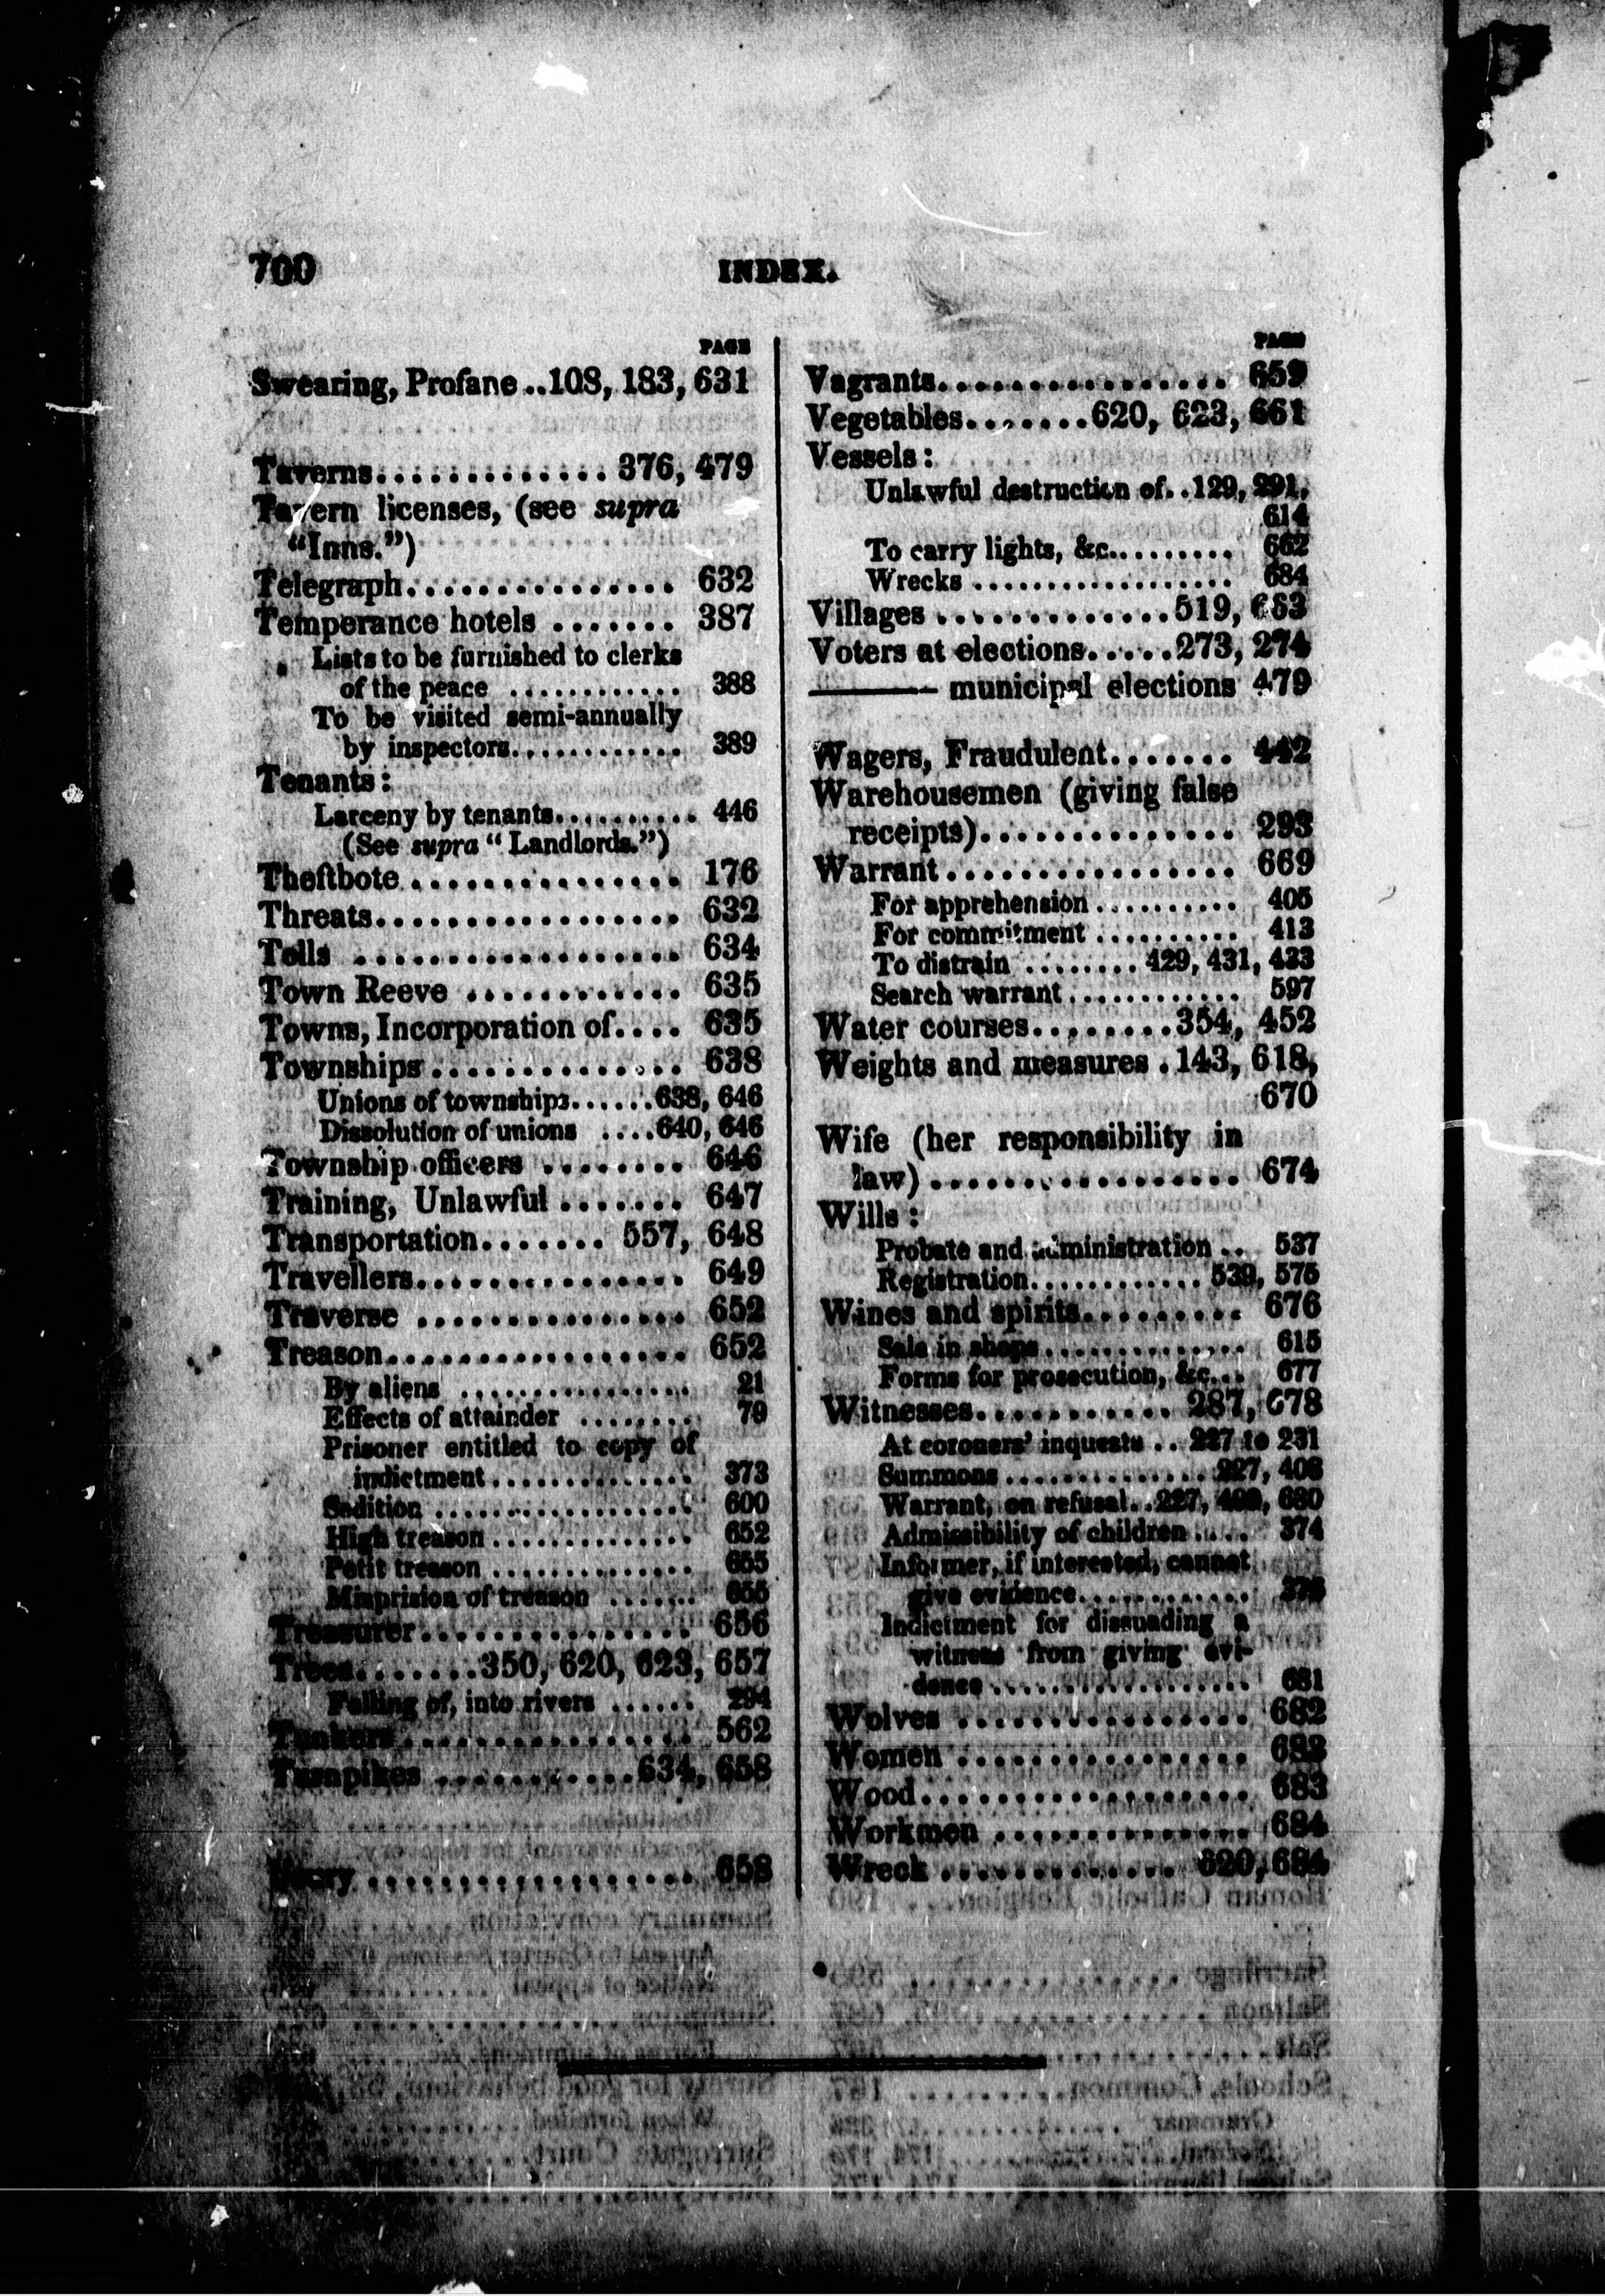 700
INDEX.
PAGE
Swearing, Profane ..108, 183, 631
Taverns............. 376, 479
Tavern licenses, (see supra
"Inns.")
Telegraph............... 632
Temperance hotels ....... 387
Lists to be furnished to clerks
of the peace ............ 388
To be visited semi-annually
by inspectors............ 389
Tenants:
Larceny by tenants.......... 446
(See supra "Landlords.")
Theftbote............... 176
Threats................. 632
Tolls .................. 634
Town Reeve ............ 635
Towns, Incorporation of.... 635
Townships.............. 638
Unions of townships......638, 646
Dissolution of unions ....640, 646
Township officers ........ 646
Training, Unlawful ....... 647
Transportation....... 557, 648
Travellers............... 649
Traverse ............... 652
Treason................. 652
By aliens ................ 21
Effects of attainder ........ 79
Prisoner entitled to copy of
indictment.............. 373
Sedition .................. 600
High treason.............. 652
Petit treason .............. 655
Misprision of treason ....... 655
Treasurer............... 656
Trees.......350, 620, 623, 657
Falling of, into rivers ...... 294
Tunkers................ 562
Turnpikes ...........634, 658
Usury .................. 658
PAGE
Vagrants................ 659
Vegetables.......620, 623, 661
Vessels:
Unlawful destruction of..129, 291,
614
To carry lights, &c.......... 662
Wrecks .................. 684
Villages .............519, 663
Voters at elections.....273, 274
——— municipal elections 479
Wagers, Fraudulent....... 442
Warehousemen (giving false
receipts).............. 293
Warrant................ 669
For apprehension .......... 405
For commitment .......... 413
To distrain ........ 429, 431, 433
Search warrant............ 597
Water courses........354, 452
Weights and measures .143, 618,
670
Wife (her responsibility in
law)................. 674
Wills:
Probate and administration .. 537
Registration............ 539, 575
Wines and spirits......... 676
Sale in shops.............. 615
Forms for prosecution, &c... 677
Witnesses........... 287, 678
At coroners' inquests .. 227 to 231
Summons.............. 227, 408
Warrant, on refusal..227, 409, 680
Admissibility of children .... 374
Informer, if interested, cannot
give evidence............
Indictment for dissuading a
witness from giving evi-
dence .................. 681
Wolves ................ 682
Women ................ 683
Wood.................. 683
Workmen .............. 684
Wreck ............. 620, 684